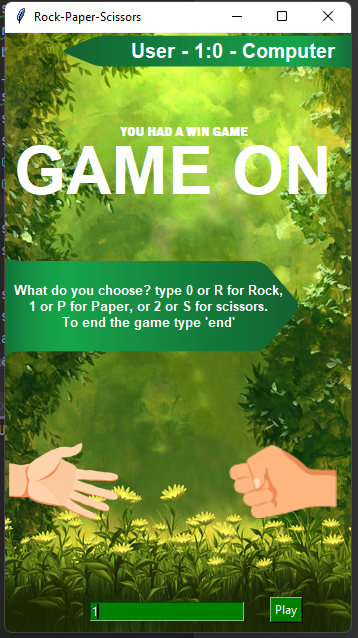 Rock-Paper-Scissors
User - 1:0 - Computer
YOU HAD A WIN GAME
GAME ON
What do you choose? type 0 or R for Rock,
1 or P for Paper, or 2 or S for scissors.
To end the game type 'end'
1
Play